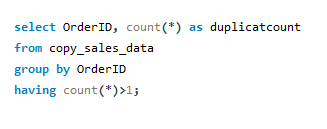 select OrderID, count(*) as duplicatcount
from copy_sales_data
group by OrderID
having count(*)>1;